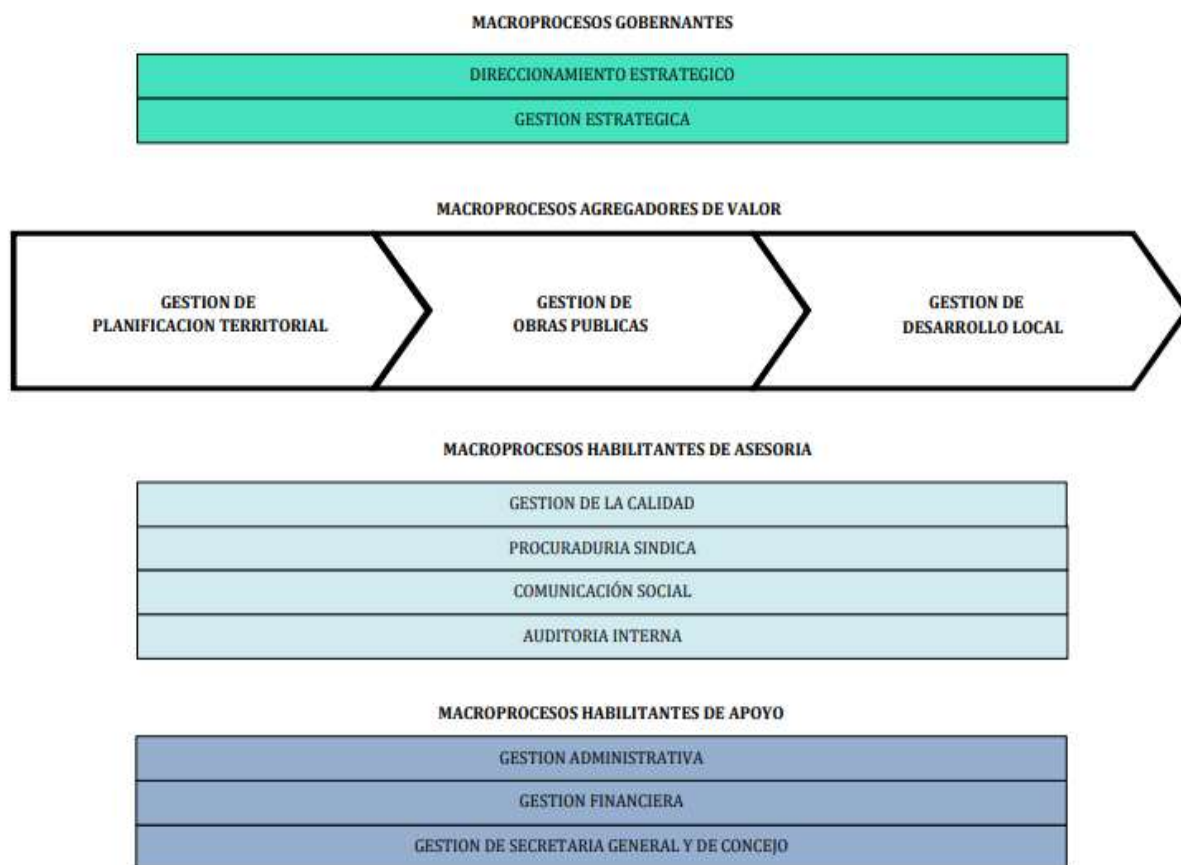 MACROPROCESOS GOBERNANTES
DIRECCIONAMIENTO ESTRATEGICO
GESTION ESTRATEGICA
MACROPROCESOS AGREGADORES DE VALOR
GESTION DE
PLANIFICACION TERRITORIAL
GESTION DE
OBRAS PUBLICAS
GESTION DE
DESARROLLO LOCAL
MACROPROCESOS HABILITANTES DE ASESORIA
GESTION DE LA CALIDAD
PROCURADURIA SINDICA
COMUNICACIÓN SOCIAL
AUDITORIA INTERNA
MACROPROCESOS HABILITANTES DE APOYO
GESTION ADMINISTRATIVA
GESTION FINANCIERA
GESTION DE SECRETARIA GENERAL Y DE CONCEJO